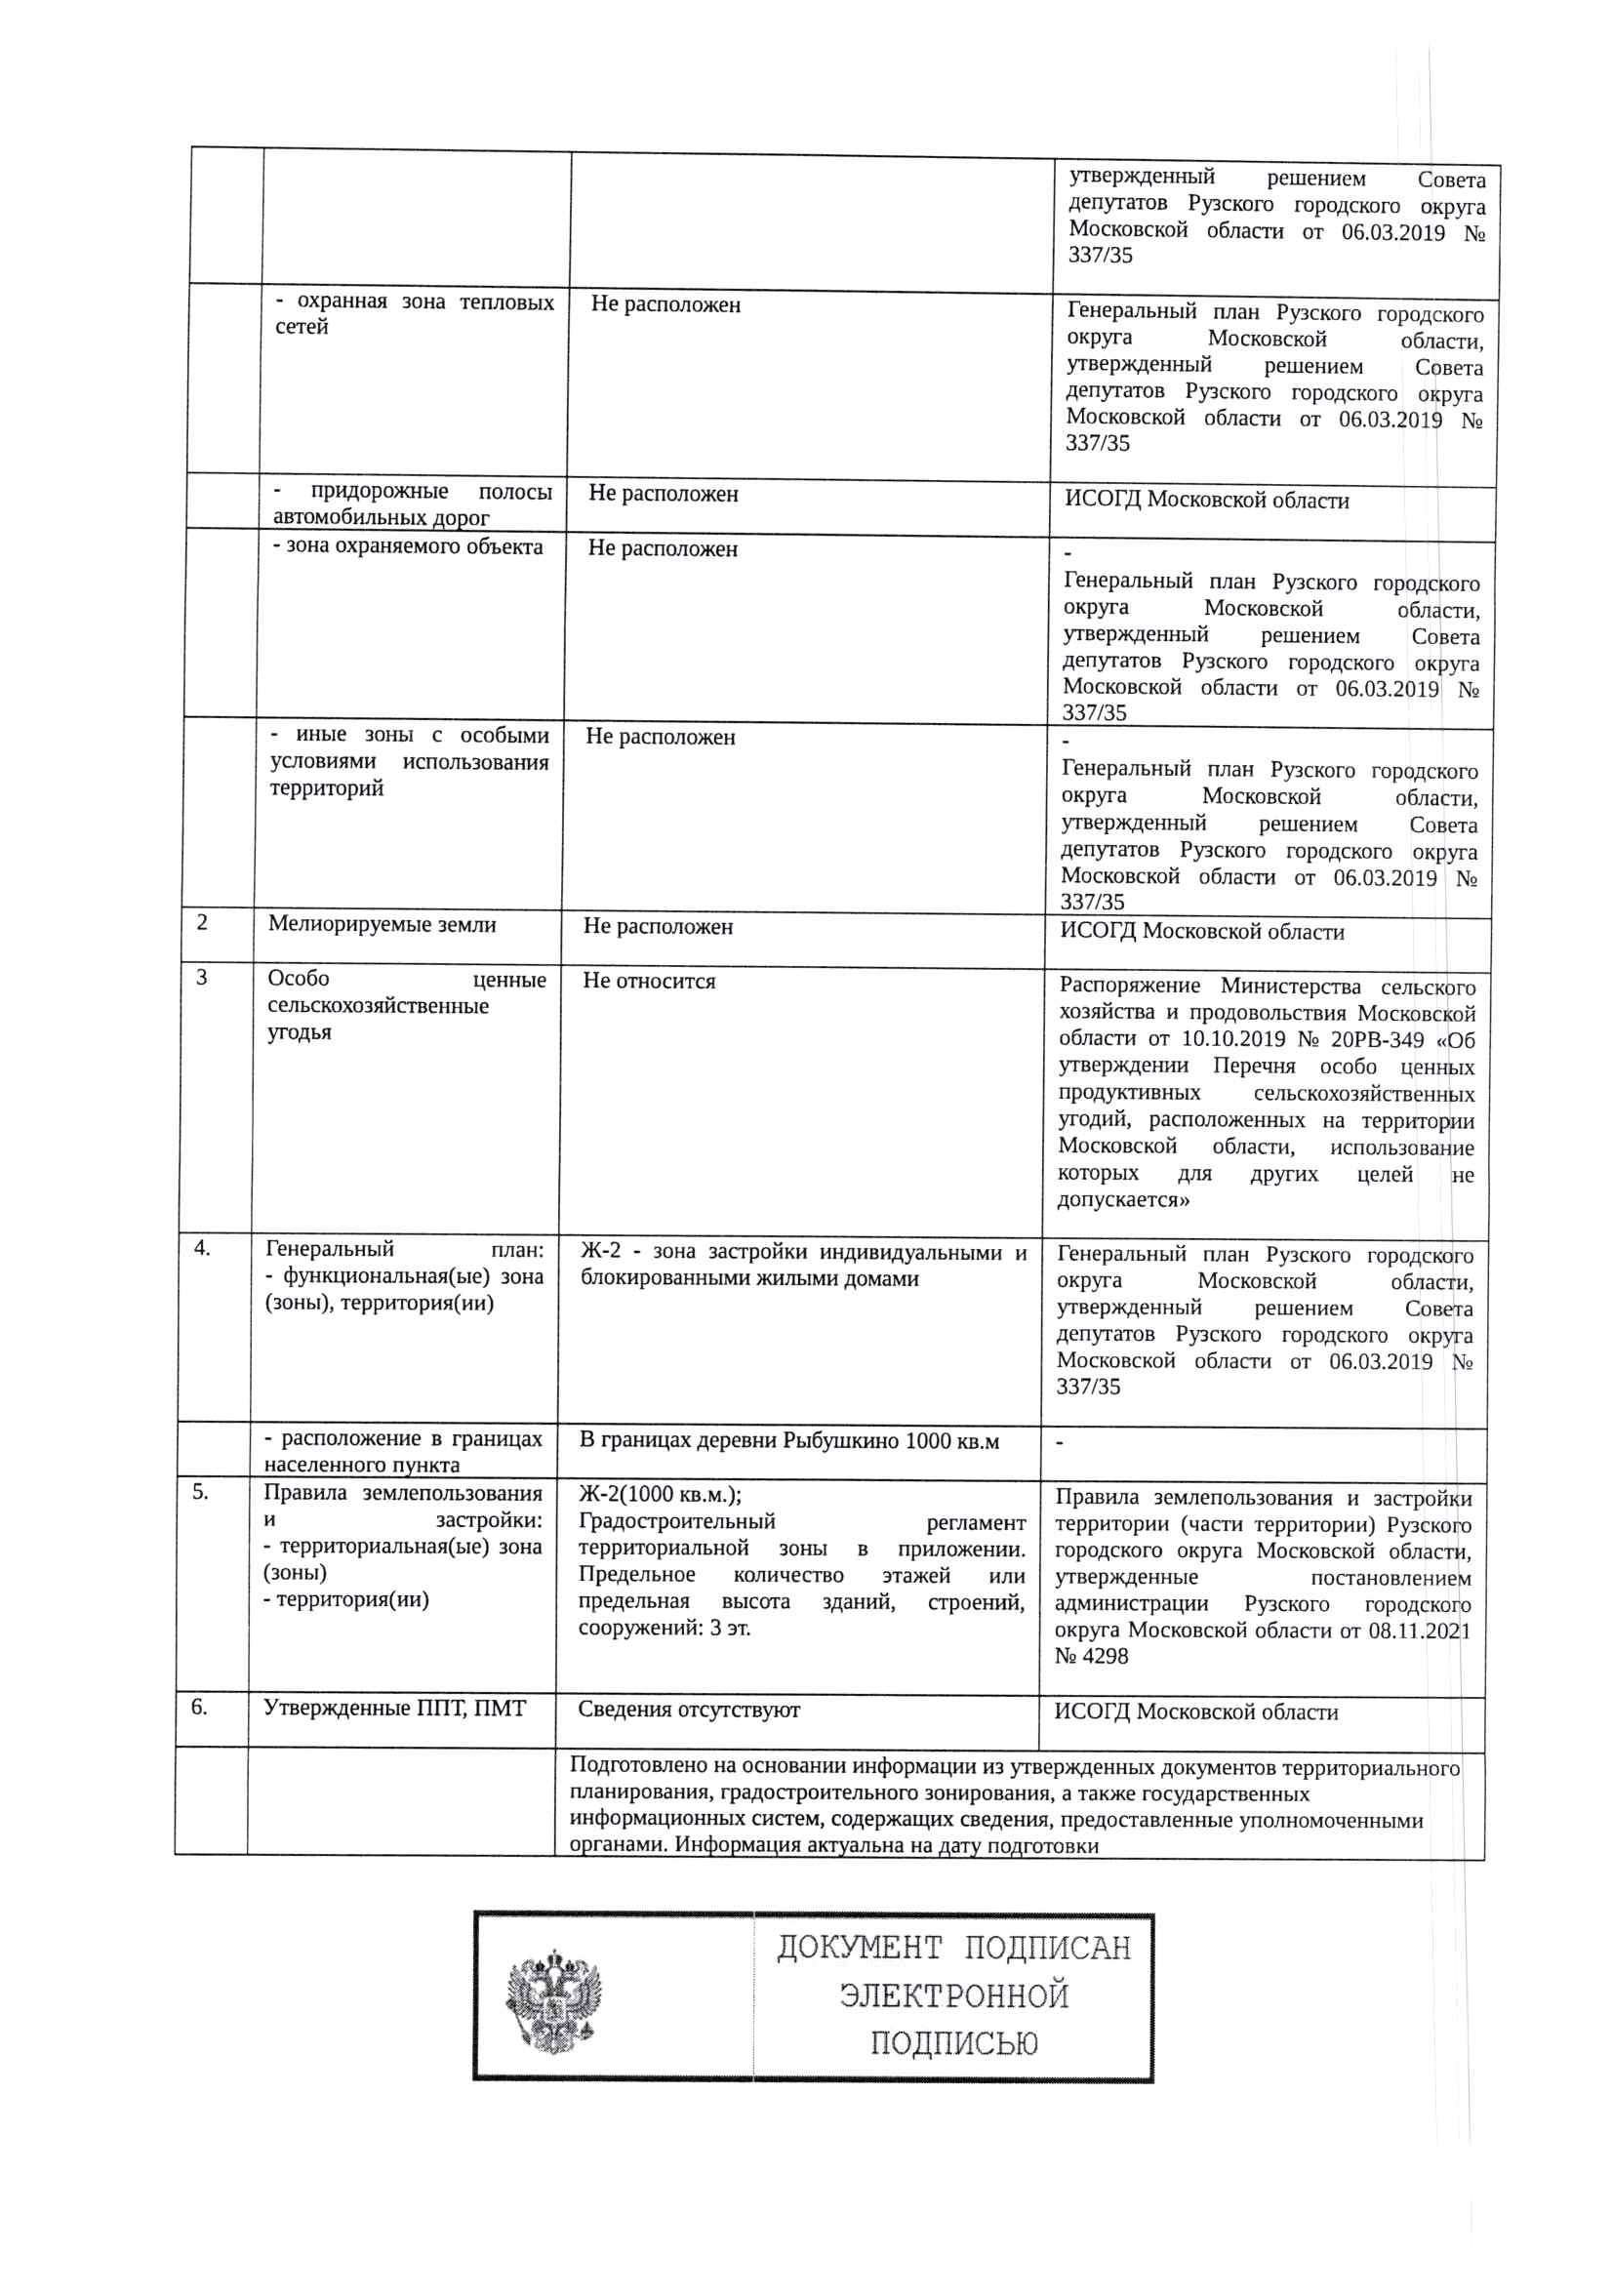 утвержденный решением Совета
депутатов Рузского городского округа
Московской области от 06.03.2019 №
337/35
- охранная зона тепловых
сетей
Не расположен
Генеральный план Рузского городского
округа Московской области,
утвержденный решением Совета
депутатов Рузского городского округа
Московской области от 06.03.2019 №
337/35
- придорожные полосы
автомобильных дорог
Не расположен
ИСОГД Московской области
- зона охраняемого объекта
Не расположен
-
Генеральный план Рузского городского
округа Московской области,
утвержденный решением Совета
депутатов Рузского городского округа
Московской области от 06.03.2019 №
337/35
- иные зоны с особыми
условиями использования
территорий
Не расположен
-
Генеральный план Рузского городского
округа Московской области,
утвержденный решением Совета
депутатов Рузского городского округа
Московской области от 06.03.2019 №
337/35
2
Мелиорируемые земли
Не расположен
ИСОГД Московской области
3
Особо ценные
сельскохозяйственные
угодья
Не относится
Распоряжение Министерства сельского
хозяйства и продовольствия Московской
области от 10.10.2019 № 20РВ-349 «Об
утверждении Перечня особо ценных
продуктивных сельскохозяйственных
угодий, расположенных на территории
Московской области, использование
которых для других целей не
допускается»
4.
Генеральный план:
- функциональная(ые) зона
(зоны), территория(ии)
Ж-2 - зона застройки индивидуальными и
блокированными жилыми домами
Генеральный план Рузского городского
округа Московской области,
утвержденный решением Совета
депутатов Рузского городского округа
Московской области от 06.03.2019 №
337/35
- расположение в границах
населенного пункта
В границах деревни Рыбушкино 1000 кв.м
-
5.
Правила землепользования
и застройки:
- территориальная(ые) зона
(зоны)
- территория(ии)
Ж-2(1000 кв.м.);
Градостроительный регламент
территориальной зоны в приложении.
Предельное количество этажей или
предельная высота зданий, строений,
сооружений: 3 эт.
Правила землепользования и застройки
территории (части территории) Рузского
городского округа Московской области,
утвержденные постановлением
администрации Рузского городского
округа Московской области от 08.11.2021
№ 4298
6.
Утвержденные ППТ, ПМТ
Сведения отсутствуют
ИСОГД Московской области
Подготовлено на основании информации из утвержденных документов территориального
планирования, градостроительного зонирования, а также государственных
информационных систем, содержащих сведения, предоставленные уполномоченными
органами. Информация актуальна на дату подготовки
ДОКУМЕНТ ПОДПИСАН
ЭЛЕКТРОННОЙ
ПОДПИСЬЮ